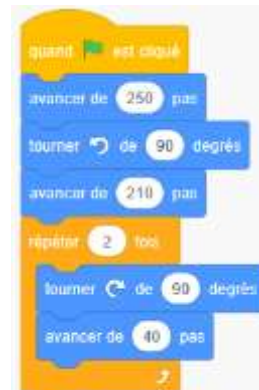 quand est cliqué
avancer de 250 pas
tourner de 90 degrés
avancer de 210 pas
répéter 2 fois
tourner de 90 degrés
avancer de 40 pas